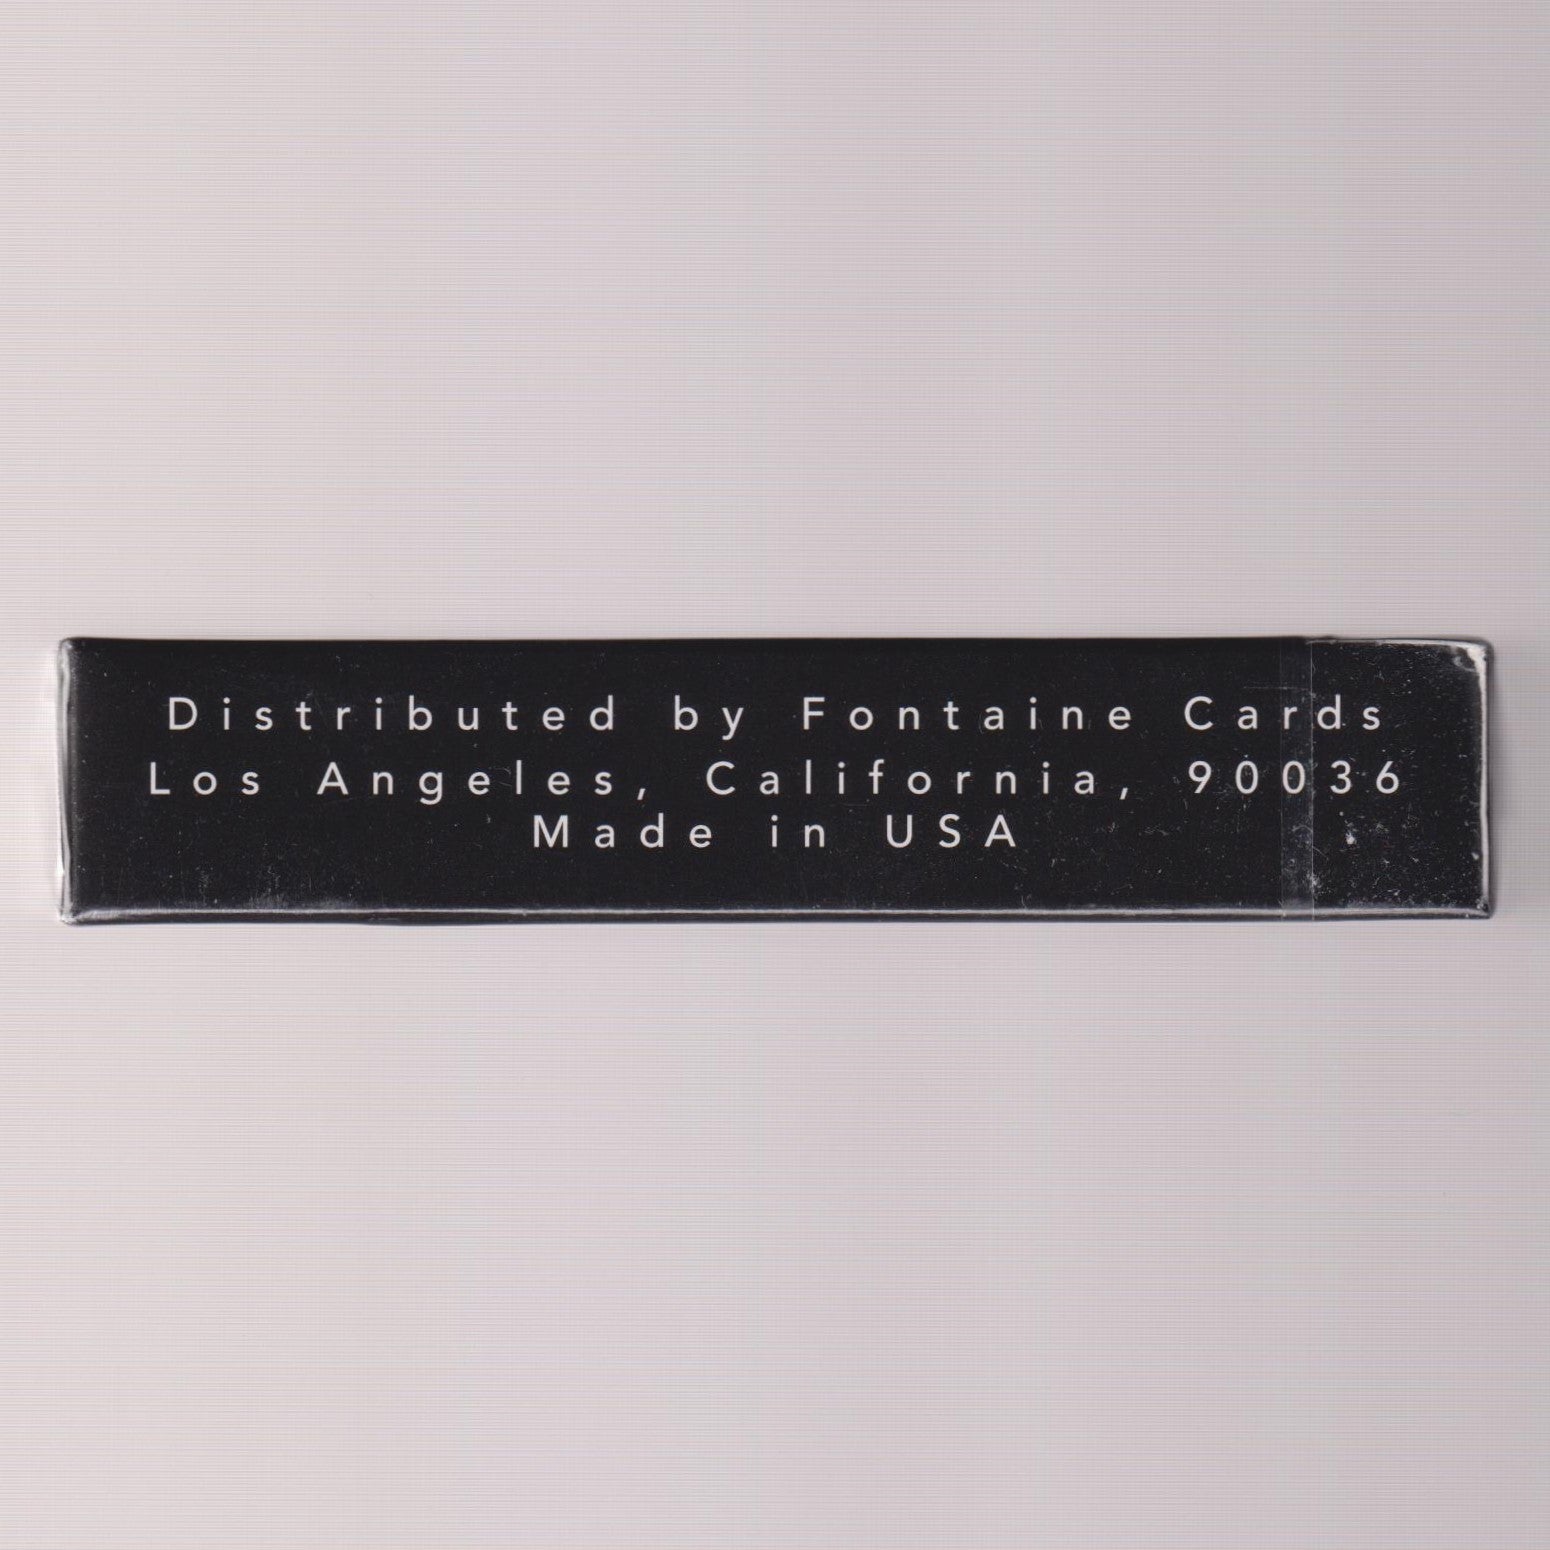 Distributed by Fontaine Cards
Los Angeles, California, 90036
Made in USA